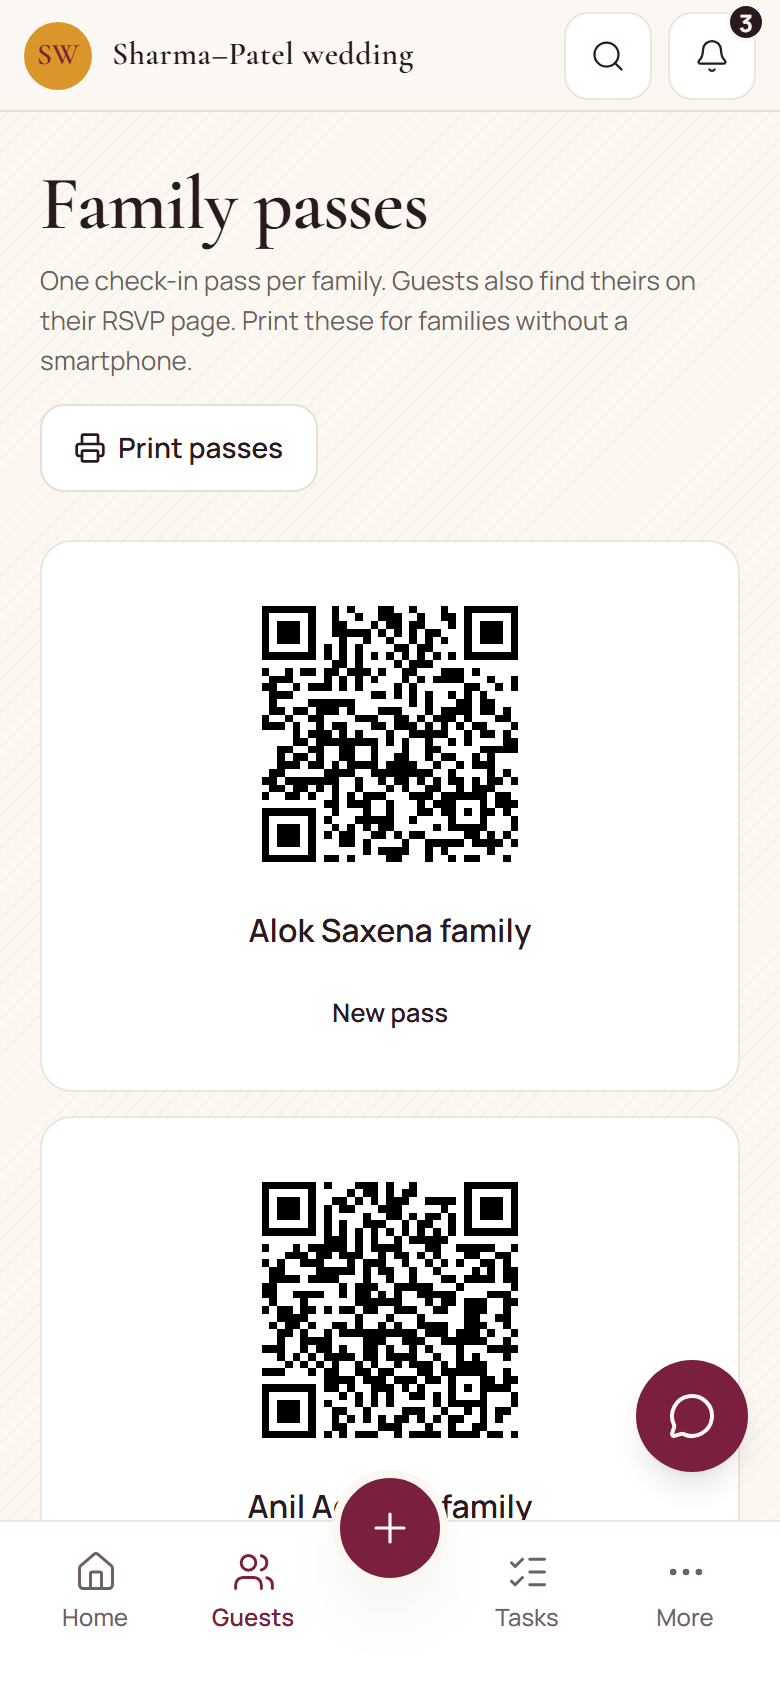 SW
Sharma–Patel wedding
3
Family passes
One check-in pass per family. Guests also find theirs on
their RSVP page. Print these for families without a
smartphone.
Print passes
Alok Saxena family
New pass
Anil family
Home
Guests
Tasks
More